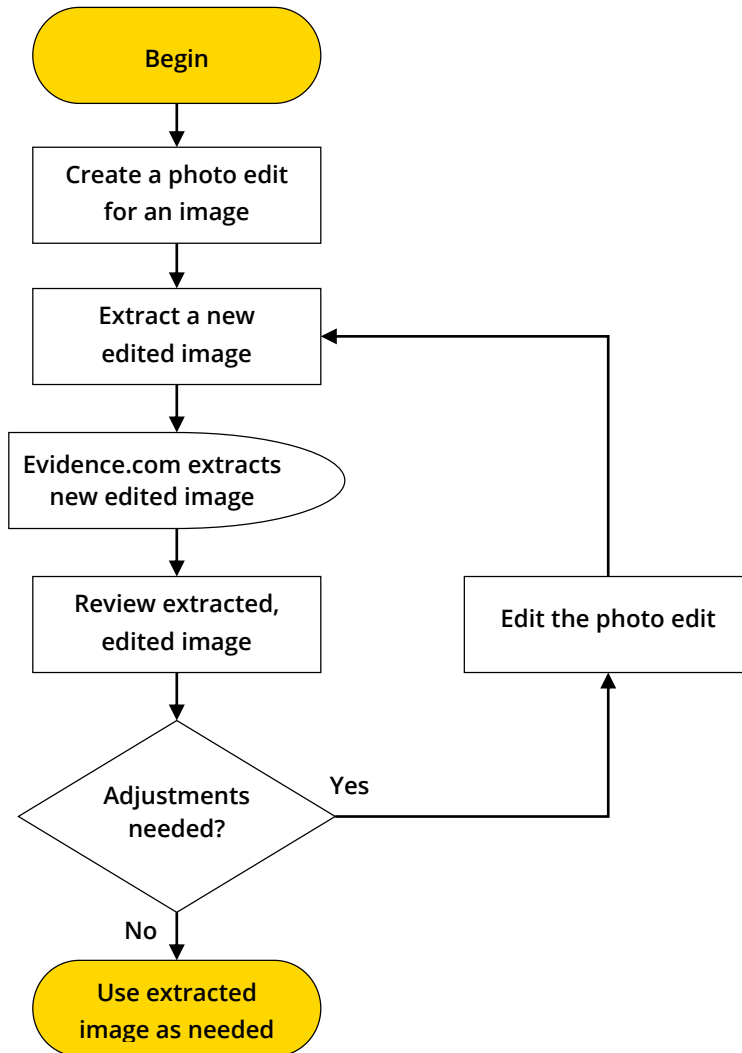 Begin
Create a photo edit
for an image
Extract a new
edited image
Evidence.com extracts
new edited image
Review extracted,
edited image
Edit the photo edit
Adjustments
needed?
Yes
No
Use extracted
image as needed